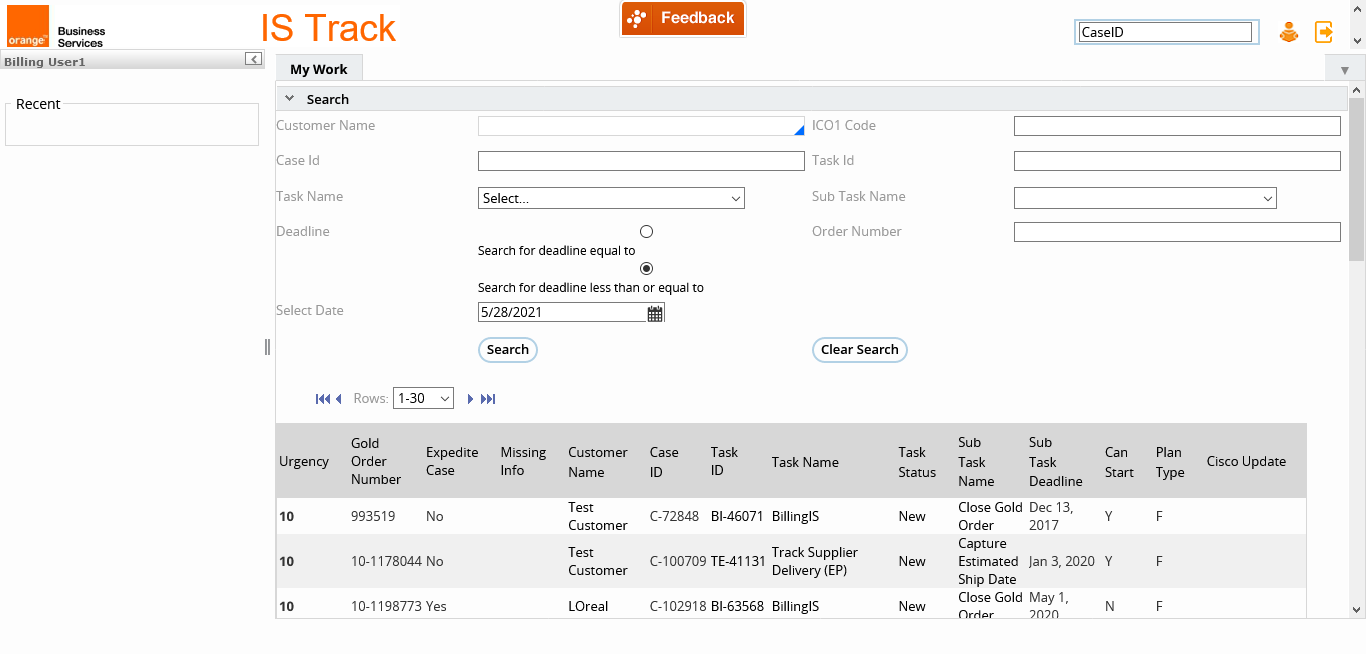 orange™
Business
Services
IS Track
Feedback
CaseID
Billing User1
Recent
My Work
Search
Customer Name
ICO1 Code
Case Id
Task Id
Task Name
Select...
Sub Task Name
Deadline
Order Number
Search for deadline equal to
Search for deadline less than or equal to
Select Date
5/28/2021
Search
Clear Search
Rows: 1-30
Urgency
Gold
Order
Number
Expedite
Case
Missing
Info
Customer
Name
Case
ID
Task
ID
Task Name
Task
Status
Sub
Task
Name
Sub
Task
Deadline
Can
Start
Plan
Type
Cisco Update
10
993519
No
Test
Customer
C-72848
BI-46071
BillingIS
New
Close Gold
Order
Dec 13,
2017
Y
F
10
10-1178044
No
Test
Customer
C-100709
TE-41131
Track Supplier
Delivery (EP)
New
Capture
Estimated
Ship Date
Jan 3, 2020
Y
F
10
10-1198773
Yes
LOreal
C-102918
BI-63568
BillingIS
New
Close Gold
Order
May 1,
2020
N
F